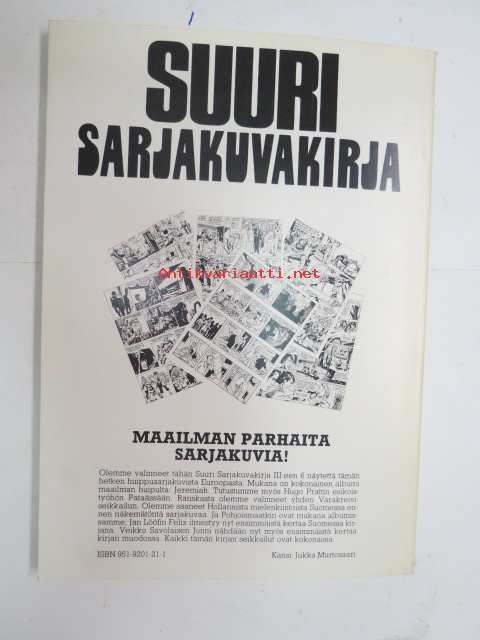 SUURI
SARJAKUVAKIRJA
Antikvariaatti.net
MAAILMAN PARHAITA
SARJAKUVIA!
Olemme valinneet tähän Suuri Sarjakuvakirja III:een 6 näytettä tämän
hetken huippusarjakuvista Euroopasta. Mukana on kokonainen albumi
maailman huipulta: Jeremiah. Tutustumme myös Hugo Prattin esikois-
työhön Pataässään. Ranskasta olemme valinneet yhden Varakreivi-
seikkailun. Olemme saaneet Hollannista mielenkiintoista Suomessa en-
nen näkemätöntä sarjakuvaa. Ja Pohjoismaatkin ovat mukana albumis-
samme: Jan Lööfin Felix ilmestyy nyt ensimmäistä kertaa Suomessa kir-
jana. Veikko Savolaisen Jonni nähdään nyt myös ensimmäistä kertaa
kirjan muodossa. Kaikki tämän kirjan seikkailut ovat kokonaisia.
ISBN 951-9201-21-1 Kansi: Jukka Murtosaari